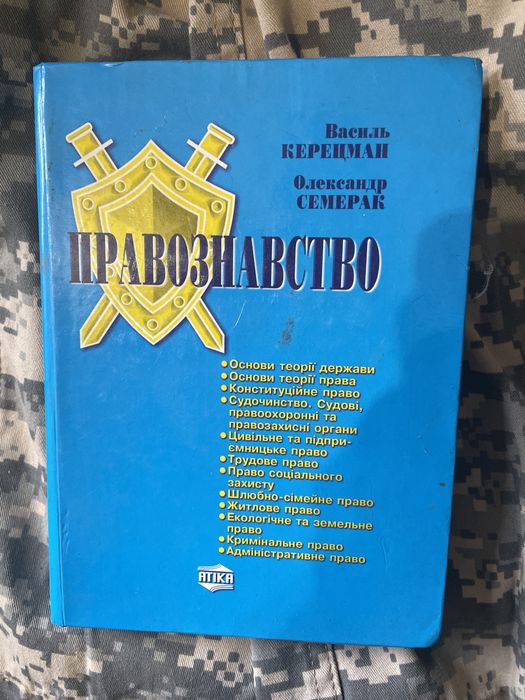 Василь
КЕРЕЦМАН
Олександр
СЕМЕРАК
ПРАВОЗНАВСТВО
●Основи теорії держави
●Основи теорії права
●Конституційне право
●Судочинство. Судові,
правоохоронні та
правозахисні органи
●Цивільне та підпри-
ємницьке право
●Трудове право
●Право соціального
захисту
●Шлюбно-сімейне право
●Житлове право
●Екологічне та земельне
право
●Кримінальне право
●Адміністративне право
АТІКА